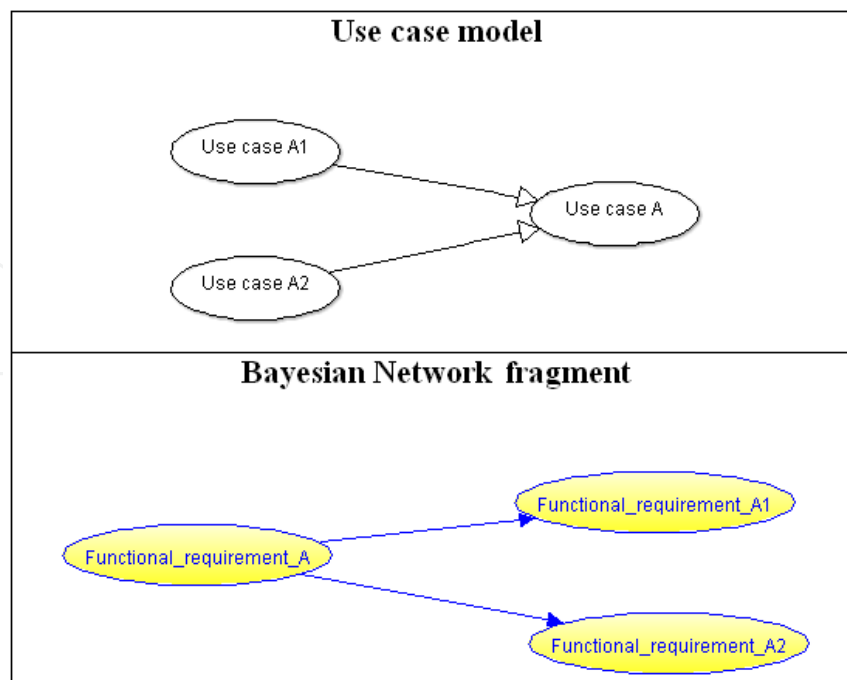 Use case model
Use case A1
Use case A
Use case A2
Bayesian Network fragment
Functional_requirement_A1
Functional_requirement_A
Functional_requirement_A2